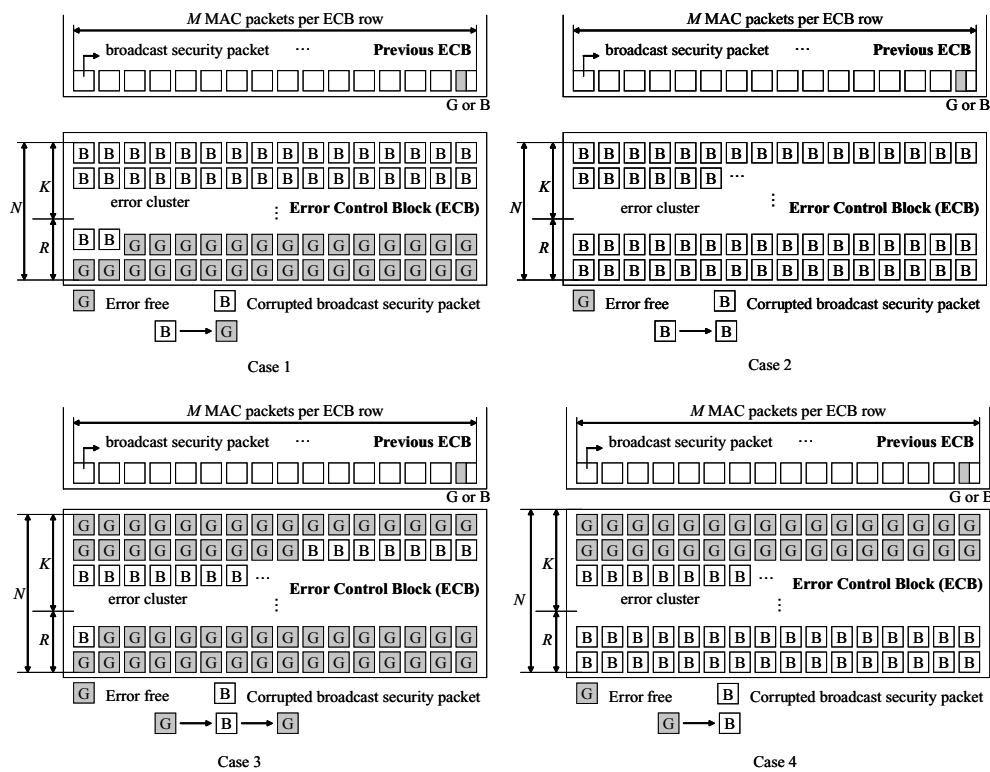 M MAC packets per ECB row
broadcast security packet ... Previous ECB
G or B
B B B B B B B B B B B B B B B B
B B B B B B B B B B B B B B B B
K
N
error cluster
⋮ Error Control Block (ECB)
R
B B G G G G G G G G G G G G G G
G G G G G G G G G G G G G G G G
G Error free B Corrupted broadcast security packet
B → G
Case 1
M MAC packets per ECB row
broadcast security packet ... Previous ECB
G or B
B B B B B B B B B B B B B B B B
B B B B B B ...
K
N
error cluster
⋮ Error Control Block (ECB)
R
B B B B B B B B B B B B B B B B
B B B B B B B B B B B B B B B B
G Error free B Corrupted broadcast security packet
B → B
Case 2
M MAC packets per ECB row
broadcast security packet ... Previous ECB
G or B
G G G G G G G G G G G G G G G G
G G G G G G G G G B B B B B B B
K
B B B B B B B ...
N
error cluster
⋮ Error Control Block (ECB)
R
B G G G G G G G G G G G G G G G
G G G G G G G G G G G G G G G G
G Error free B Corrupted broadcast security packet
G → B → G
Case 3
M MAC packets per ECB row
broadcast security packet ... Previous ECB
G or B
G G G G G G G G G G G G G G G G
G G G G G G G G G G G G G G G G
K
B B B B B B B ...
N
error cluster
⋮ Error Control Block (ECB)
R
B B B B B B B B B B B B B B B B
B B B B B B B B B B B B B B B B
G Error free B Corrupted broadcast security packet
G → B
Case 4